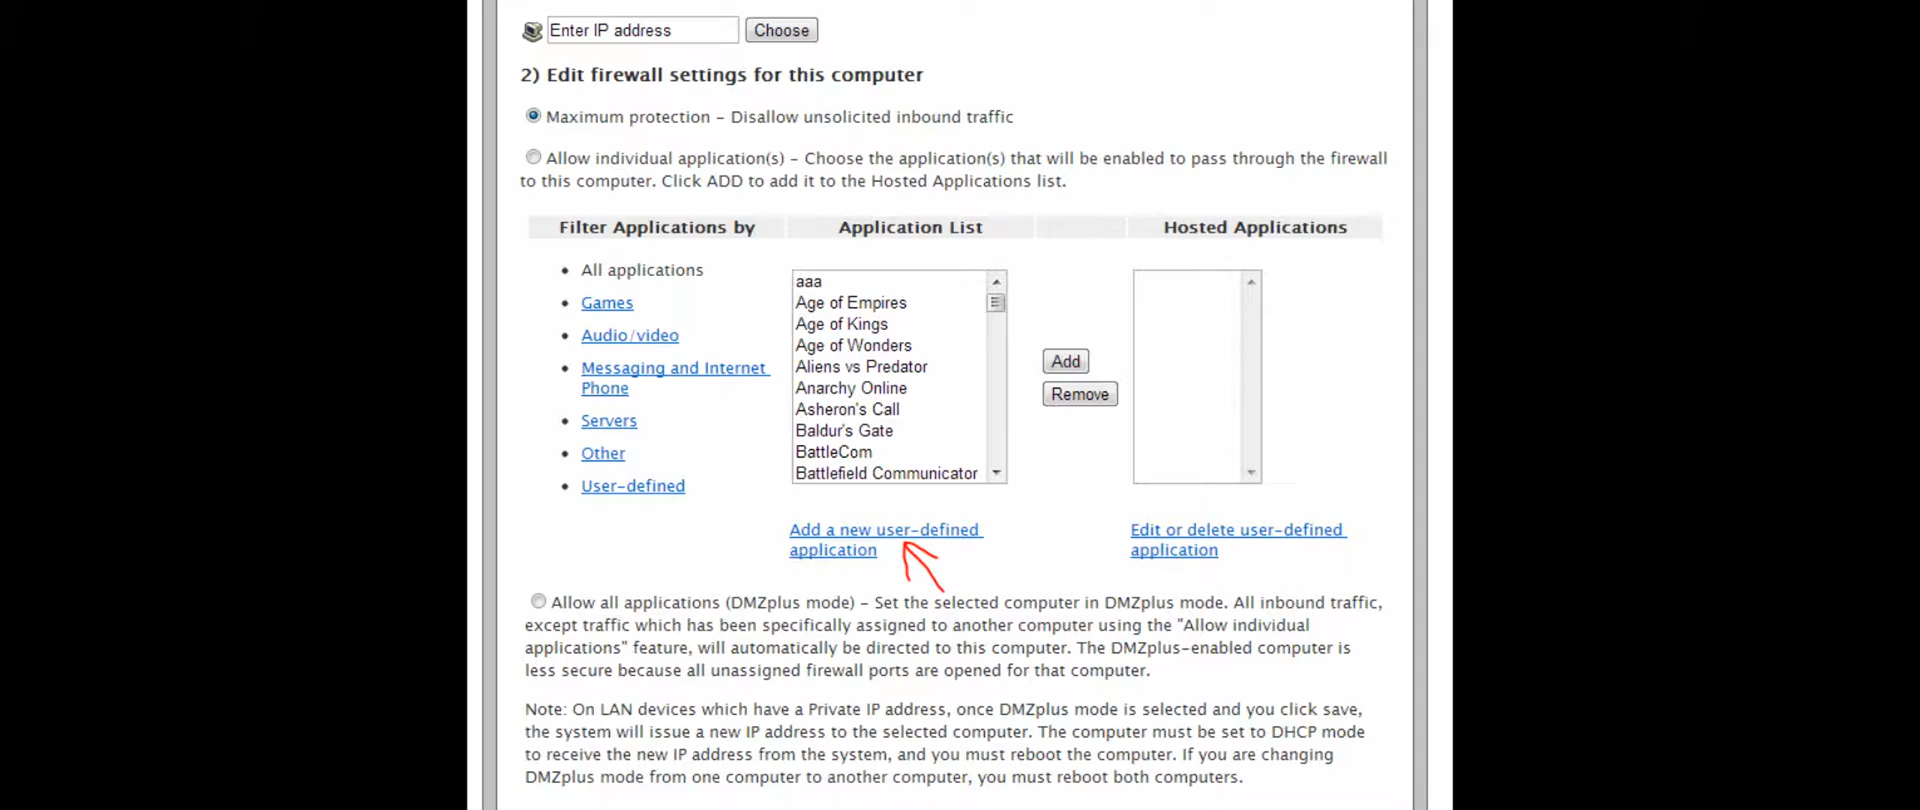 Enter IP address Choose
2) Edit firewall settings for this computer
Maximum protection - Disallow unsolicited inbound traffic
Allow individual application(s) - Choose the application(s) that will be enabled to pass through the firewall
to this computer. Click ADD to add it to the Hosted Applications list.
Filter Applications by
All applications
Games
Audio/video
Messaging and Internet
Phone
Servers
Other
User-defined
Application List
aaa
Age of Empires
Age of Kings
Age of Wonders
Aliens vs Predator
Anarchy Online
Asheron's Call
Baldur's Gate
BattleCom
Battlefield Communicator
Add a new user-defined
application
Add
Remove
Hosted Applications
Edit or delete user-defined
application
Allow all applications (DMZplus mode) - Set the selected computer in DMZplus mode. All inbound traffic,
except traffic which has been specifically assigned to another computer using the "Allow individual
applications" feature, will automatically be directed to this computer. The DMZplus-enabled computer is
less secure because all unassigned firewall ports are opened for that computer.
Note: On LAN devices which have a Private IP address, once DMZplus mode is selected and you click save,
the system will issue a new IP address to the selected computer. The computer must be set to DHCP mode
to receive the new IP address from the system, and you must reboot the computer. If you are changing
DMZplus mode from one computer to another computer, you must reboot both computers.